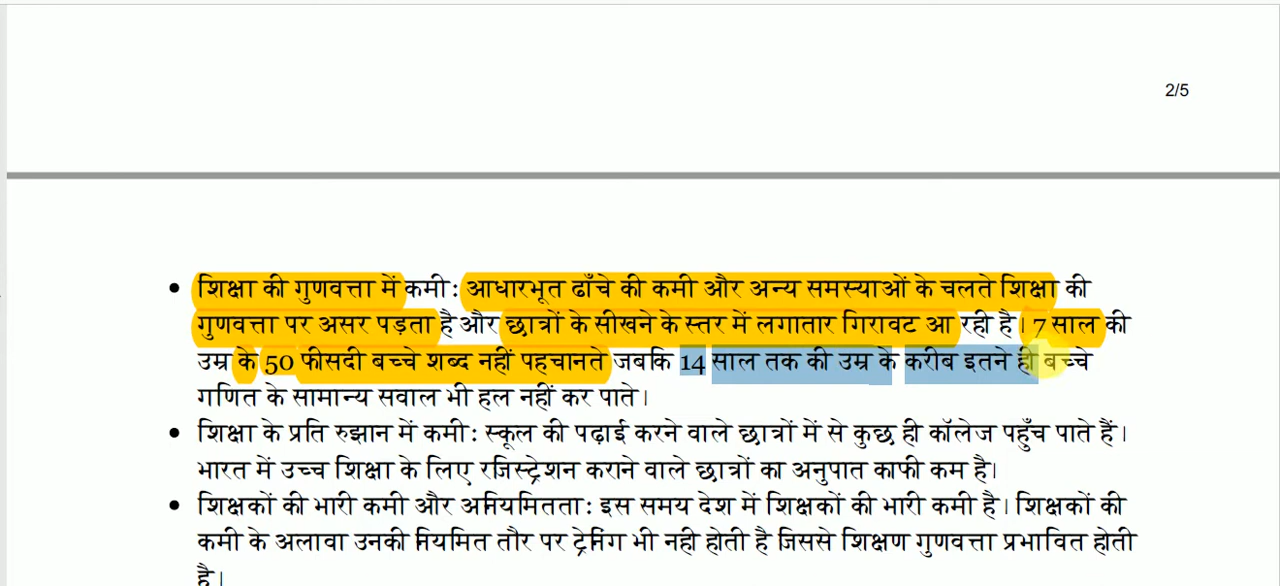 2/5
• शिक्षा की गुणवत्ता में कमी: आधारभूत ढाँचे की कमी और अन्य समस्याओं के चलते शिक्षा की
गुणवत्ता पर असर पड़ता है और छात्रों के सीखने के स्तर में लगातार गिरावट आ रही है। 7 साल की
उम्र के 50 फीसदी बच्चे शब्द नहीं पहचानते जबकि 14 साल तक की उम्र के करीब इतने ही बच्चे
गणित के सामान्य सवाल भी हल नहीं कर पाते।
• शिक्षा के प्रति रुझान में कमी: स्कूल की पढ़ाई करने वाले छात्रों में से कुछ ही कॉलेज पहुँच पाते हैं।
भारत में उच्च शिक्षा के लिए रजिस्ट्रेशन कराने वाले छात्रों का अनुपात काफी कम है।
• शिक्षकों की भारी कमी और अनियमितता: इस समय देश में शिक्षकों की भारी कमी है। शिक्षकों की
कमी के अलावा उनकी नियमित तौर पर ट्रेनिंग भी नही होती है जिससे शिक्षण गुणवत्ता प्रभावित होती
है।